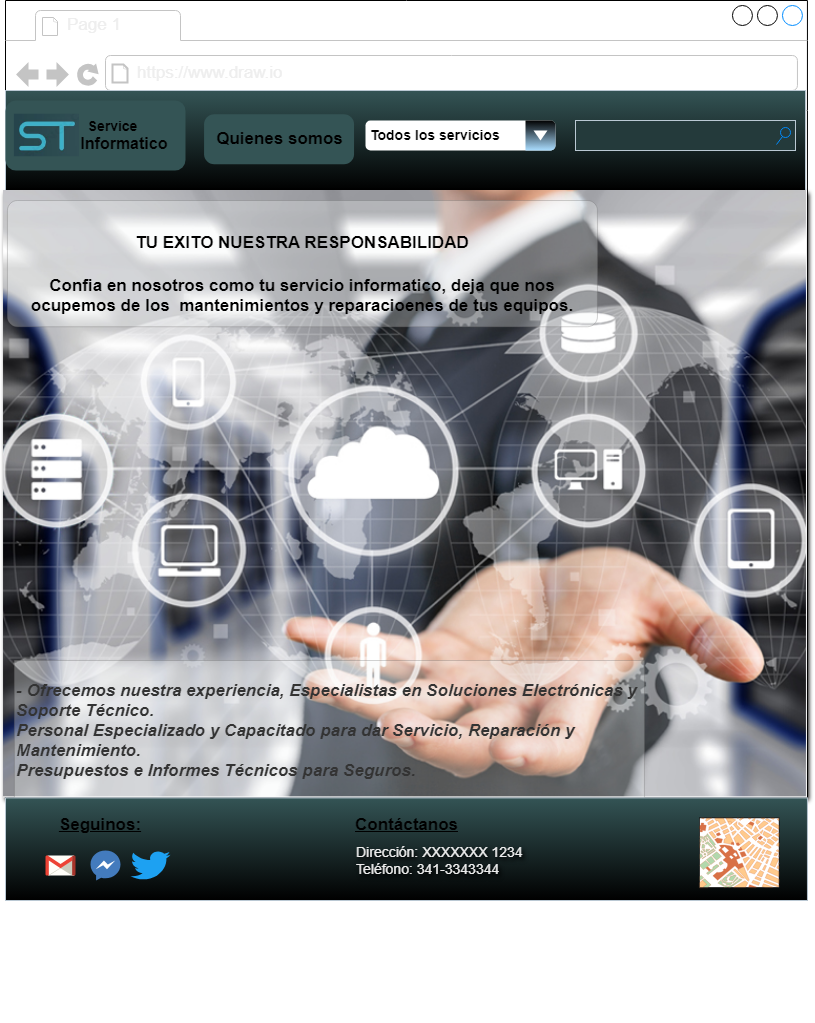 Page 1
https://www.draw.io
ST
Service
Informatico
Quienes somos
Todos los servicios
TU EXITO NUESTRA RESPONSABILIDAD
Confia en nosotros como tu servicio informatico, deja que nos
ocupemos de los mantenimientos y reparacioenes de tus equipos.
- Ofrecemos nuestra experiencia, Especialistas en Soluciones Electrónicas y
Soporte Técnico.
Personal Especializado y Capacitado para dar Servicio, Reparación y
Mantenimiento.
Presupuestos e Informes Técnicos para Seguros.
Seguinos:
Contáctanos
Dirección: XXXXXXX 1234
Teléfono: 341-3343344